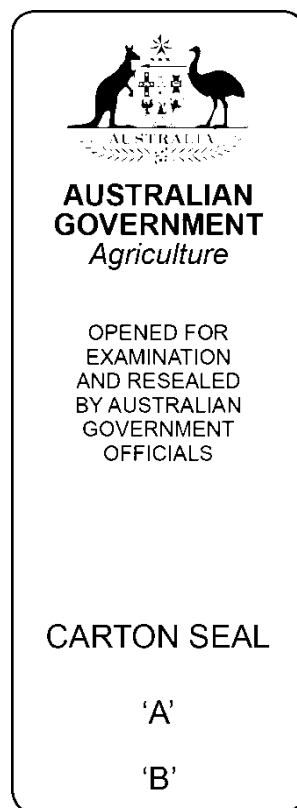 AUSTRALIA
AUSTRALIAN
GOVERNMENT
Agriculture
OPENED FOR
EXAMINATION
AND RESEALED
BY AUSTRALIAN
GOVERNMENT
OFFICIALS
CARTON SEAL
‘A’
‘B’